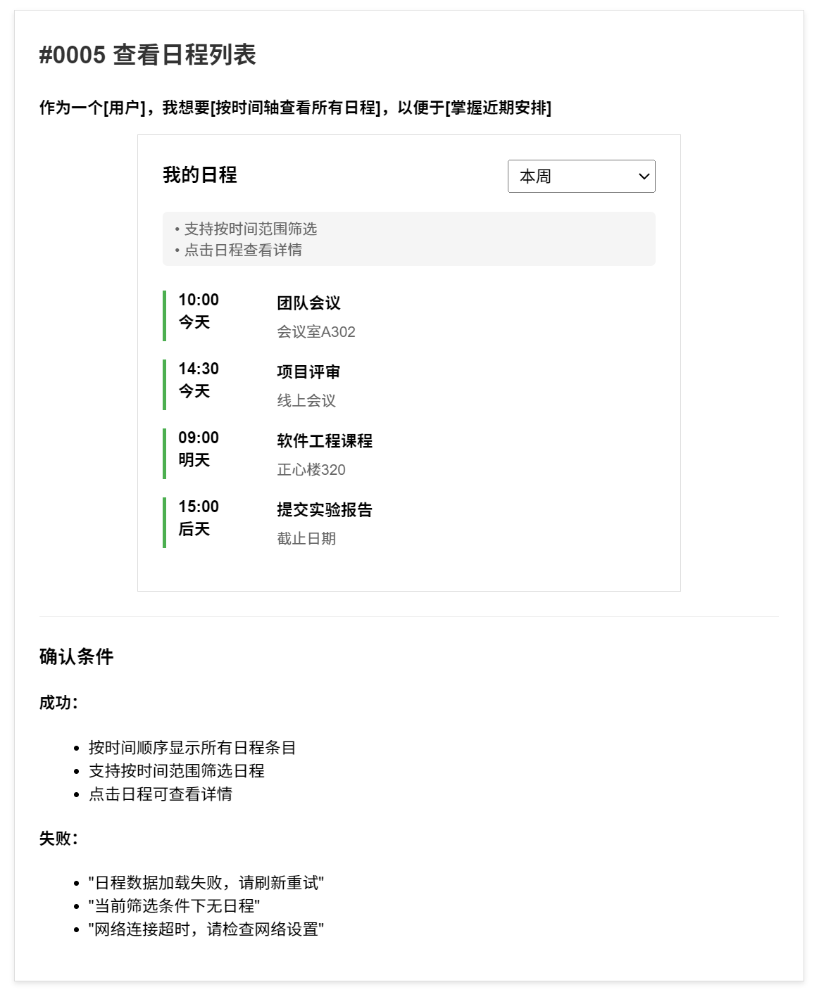 #0005 查看日程列表
作为一个[用户]，我想要[按时间轴查看所有日程]，以便于[掌握近期安排]
我的日程
本周
• 支持按时间范围筛选
• 点击日程查看详情
10:00
今天
团队会议
会议室A302
14:30
今天
项目评审
线上会议
09:00
明天
软件工程课程
正心楼320
15:00
后天
提交实验报告
截止日期
确认条件
成功：
• 按时间顺序显示所有日程条目
• 支持按时间范围筛选日程
• 点击日程可查看详情
失败：
• "日程数据加载失败，请刷新重试"
• "当前筛选条件下无日程"
• "网络连接超时，请检查网络设置"